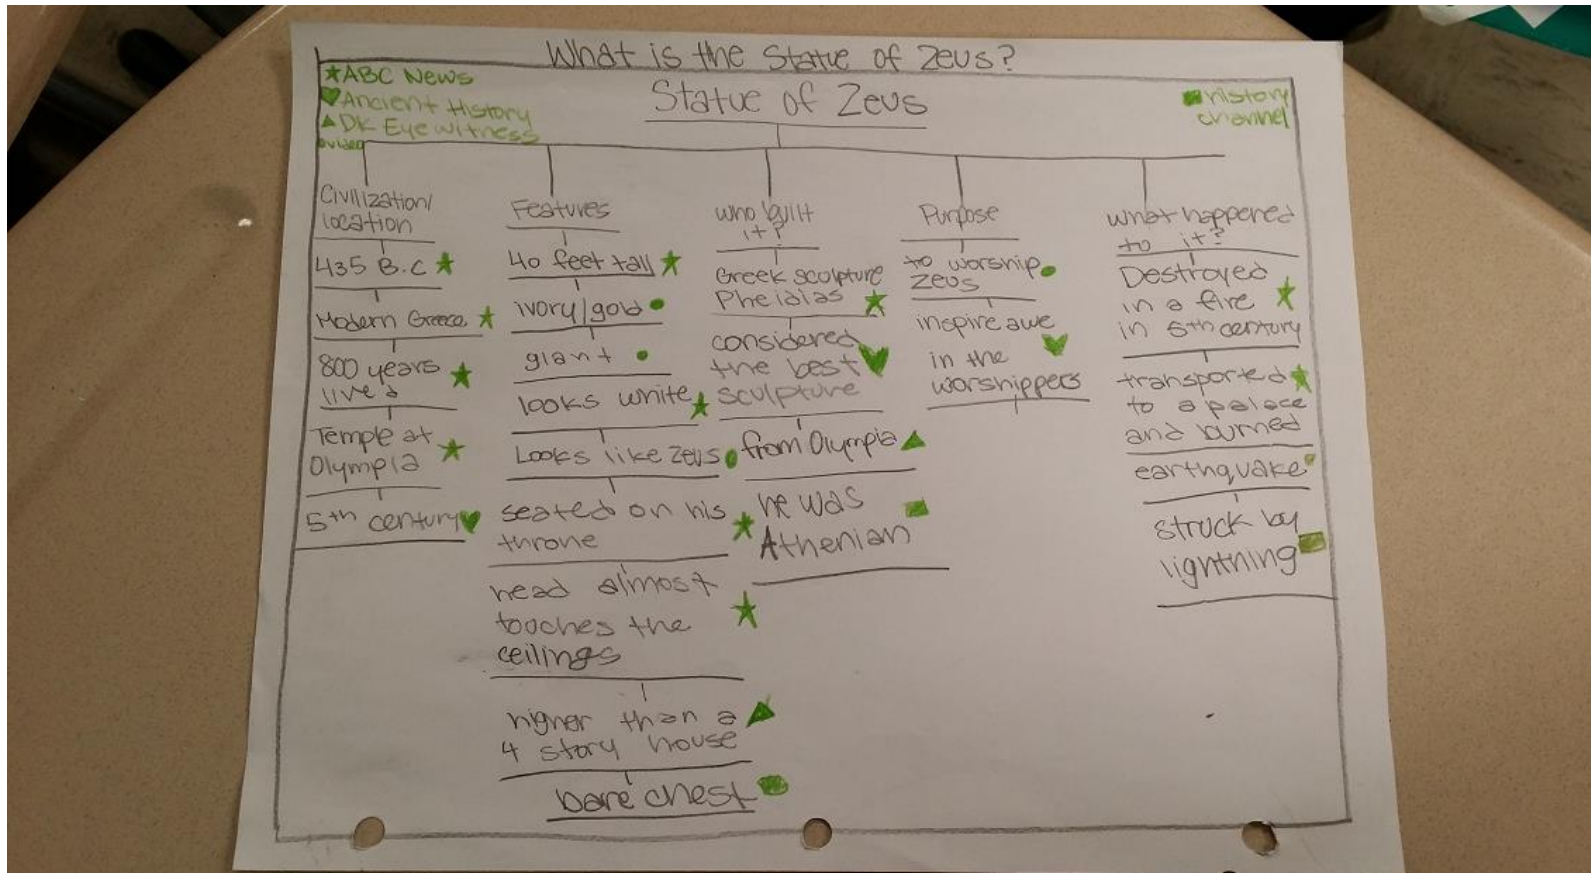 What is the Statue of Zeus?
ABC News
Ancient History
DK Eyewitness
video
Statue of Zeus
History
channel
Civilization/
location
435 B.C
Modern Greece
800 years
lived
Temple at
Olympia
5th century
Features
40 feet tall
ivory/gold
giant
looks white
Looks like Zeus
seated on his
throne
head almost
touches the
ceilings
higher than a
4 story house
bare chest
who built
it?
Greek sculpture
Pheidias
considered
the best
sculpture
from Olympia
he was
Athenian
Purpose
to worship
Zeus
inspire awe
in the
worshippers
what happened
to it?
Destroyed
in a fire
in 5th century
transported
to a palace
and burned
earthquake
struck by
lightning